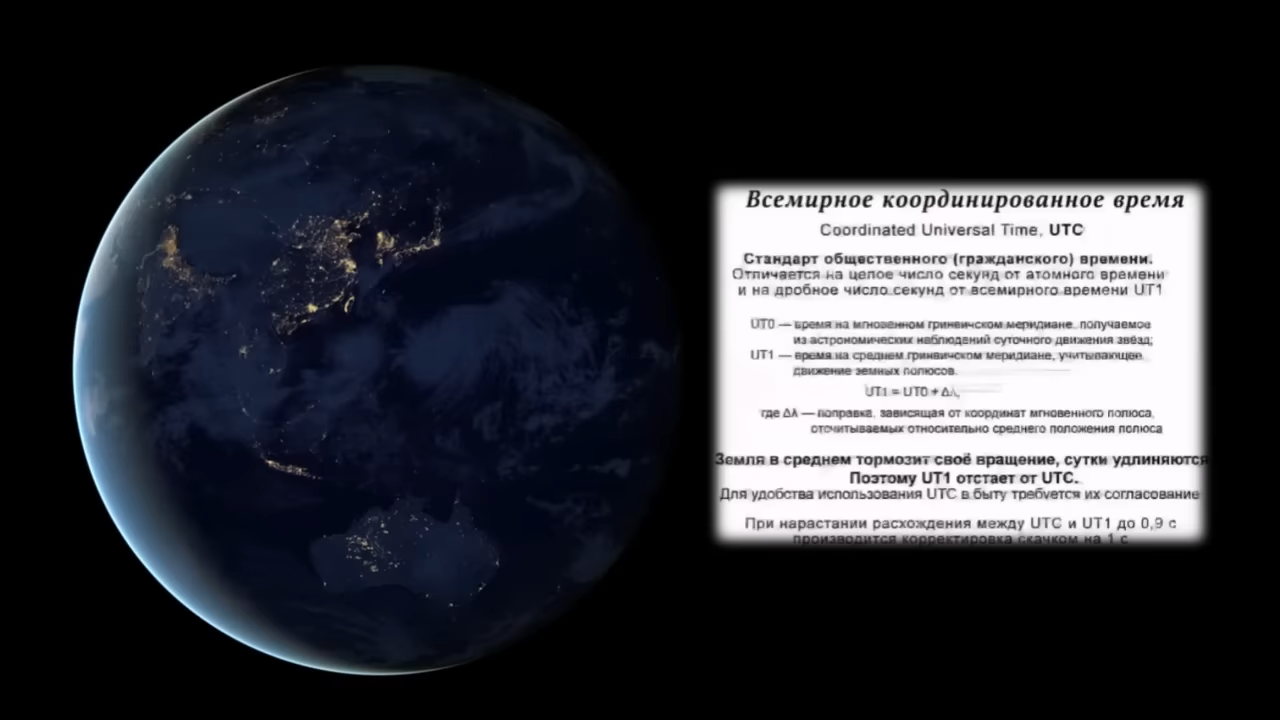 Всемирное координированное время
Coordinated Universal Time, UTC
Стандарт общественного (гражданского) времени.
Отличается на целое число секунд от атомного времени
и на дробное число секунд от всемирного времени UT1
UT0 — время на мгновенном гринвичском меридиане, получаемое
из астрономических наблюдений суточного движения звёзд;
UT1 — время на среднем гринвичском меридиане, учитывающее
движение земных полюсов.
UT1 = UT0 + Δλ,
где Δλ — поправка, зависящая от координат мгновенного полюса,
отсчитываемых относительно среднего положения полюса
Земля в среднем тормозит своё вращение, сутки удлиняются
Поэтому UT1 отстает от UTC.
Для удобства использования UTC в быту требуется их согласование
При нарастании расхождения между UTC и UT1 до 0,9 с
производится корректировка скачком на 1 с